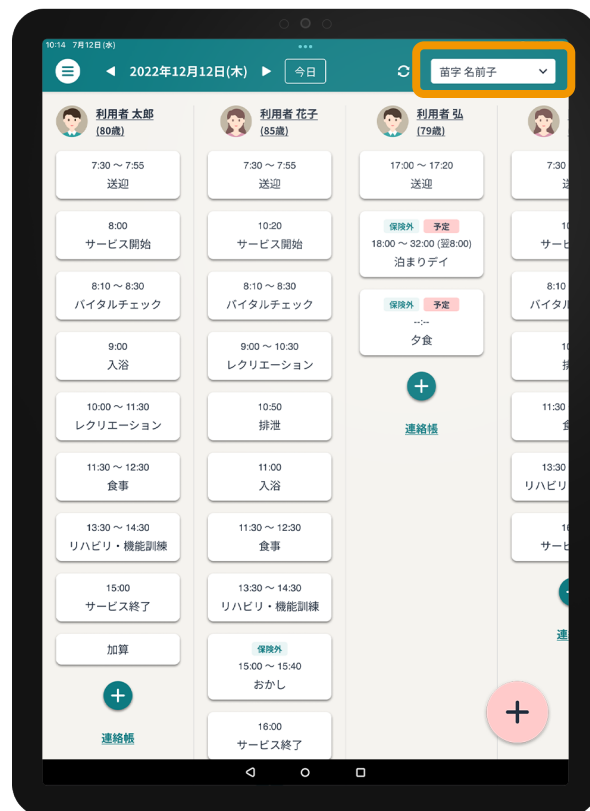 10:14 7月12日(水)
2022年12月12日(木)
今日
苗字 名前子
利用者 太郎
(80歳)
7:30 ～ 7:55
送迎
8:00
サービス開始
8:10 ～ 8:30
バイタルチェック
9:00
入浴
10:00 ～ 11:30
レクリエーション
11:30 ～ 12:30
食事
13:30 ～ 14:30
リハビリ・機能訓練
15:00
サービス終了
加算
連絡帳
利用者 花子
(85歳)
7:30 ～ 7:55
送迎
10:20
サービス開始
8:10 ～ 8:30
バイタルチェック
9:00 ～ 10:30
レクリエーション
10:50
排泄
11:00
入浴
11:30 ～ 12:30
食事
13:30 ～ 14:30
リハビリ・機能訓練
保険外
15:00 ～ 15:40
おかし
16:00
サービス終了
利用者 弘
(79歳)
17:00 ～ 17:20
送迎
保険外 予定
18:00 ～ 32:00 (翌8:00)
泊まりデイ
保険外 予定
--:--
夕食
連絡帳
7:30
8:10
11:30
13:30